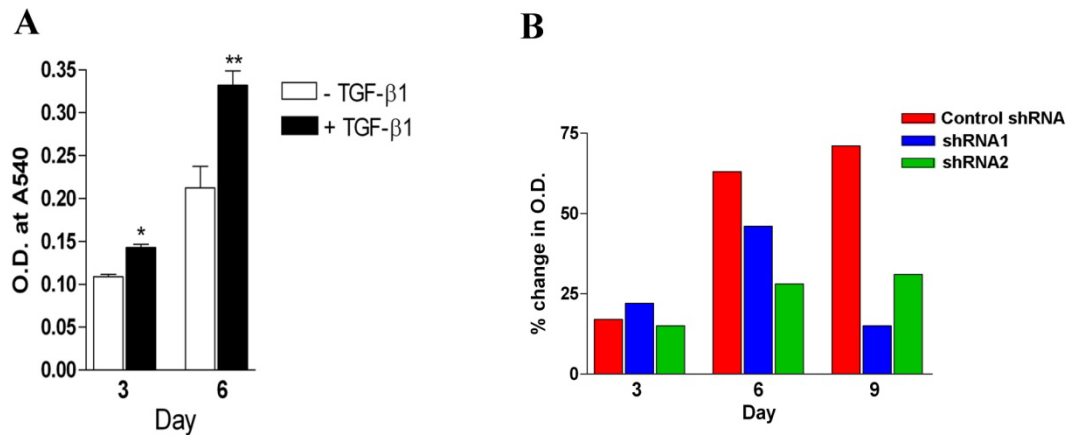 A
O.D. at A540
0.35
0.30
0.25
0.20
0.15
0.10
0.05
0.00
*
**
3
6
Day
- TGF-β1
+ TGF-β1
B
% change in O.D.
75
50
25
0
3
6
9
Day
Control shRNA
shRNA1
shRNA2